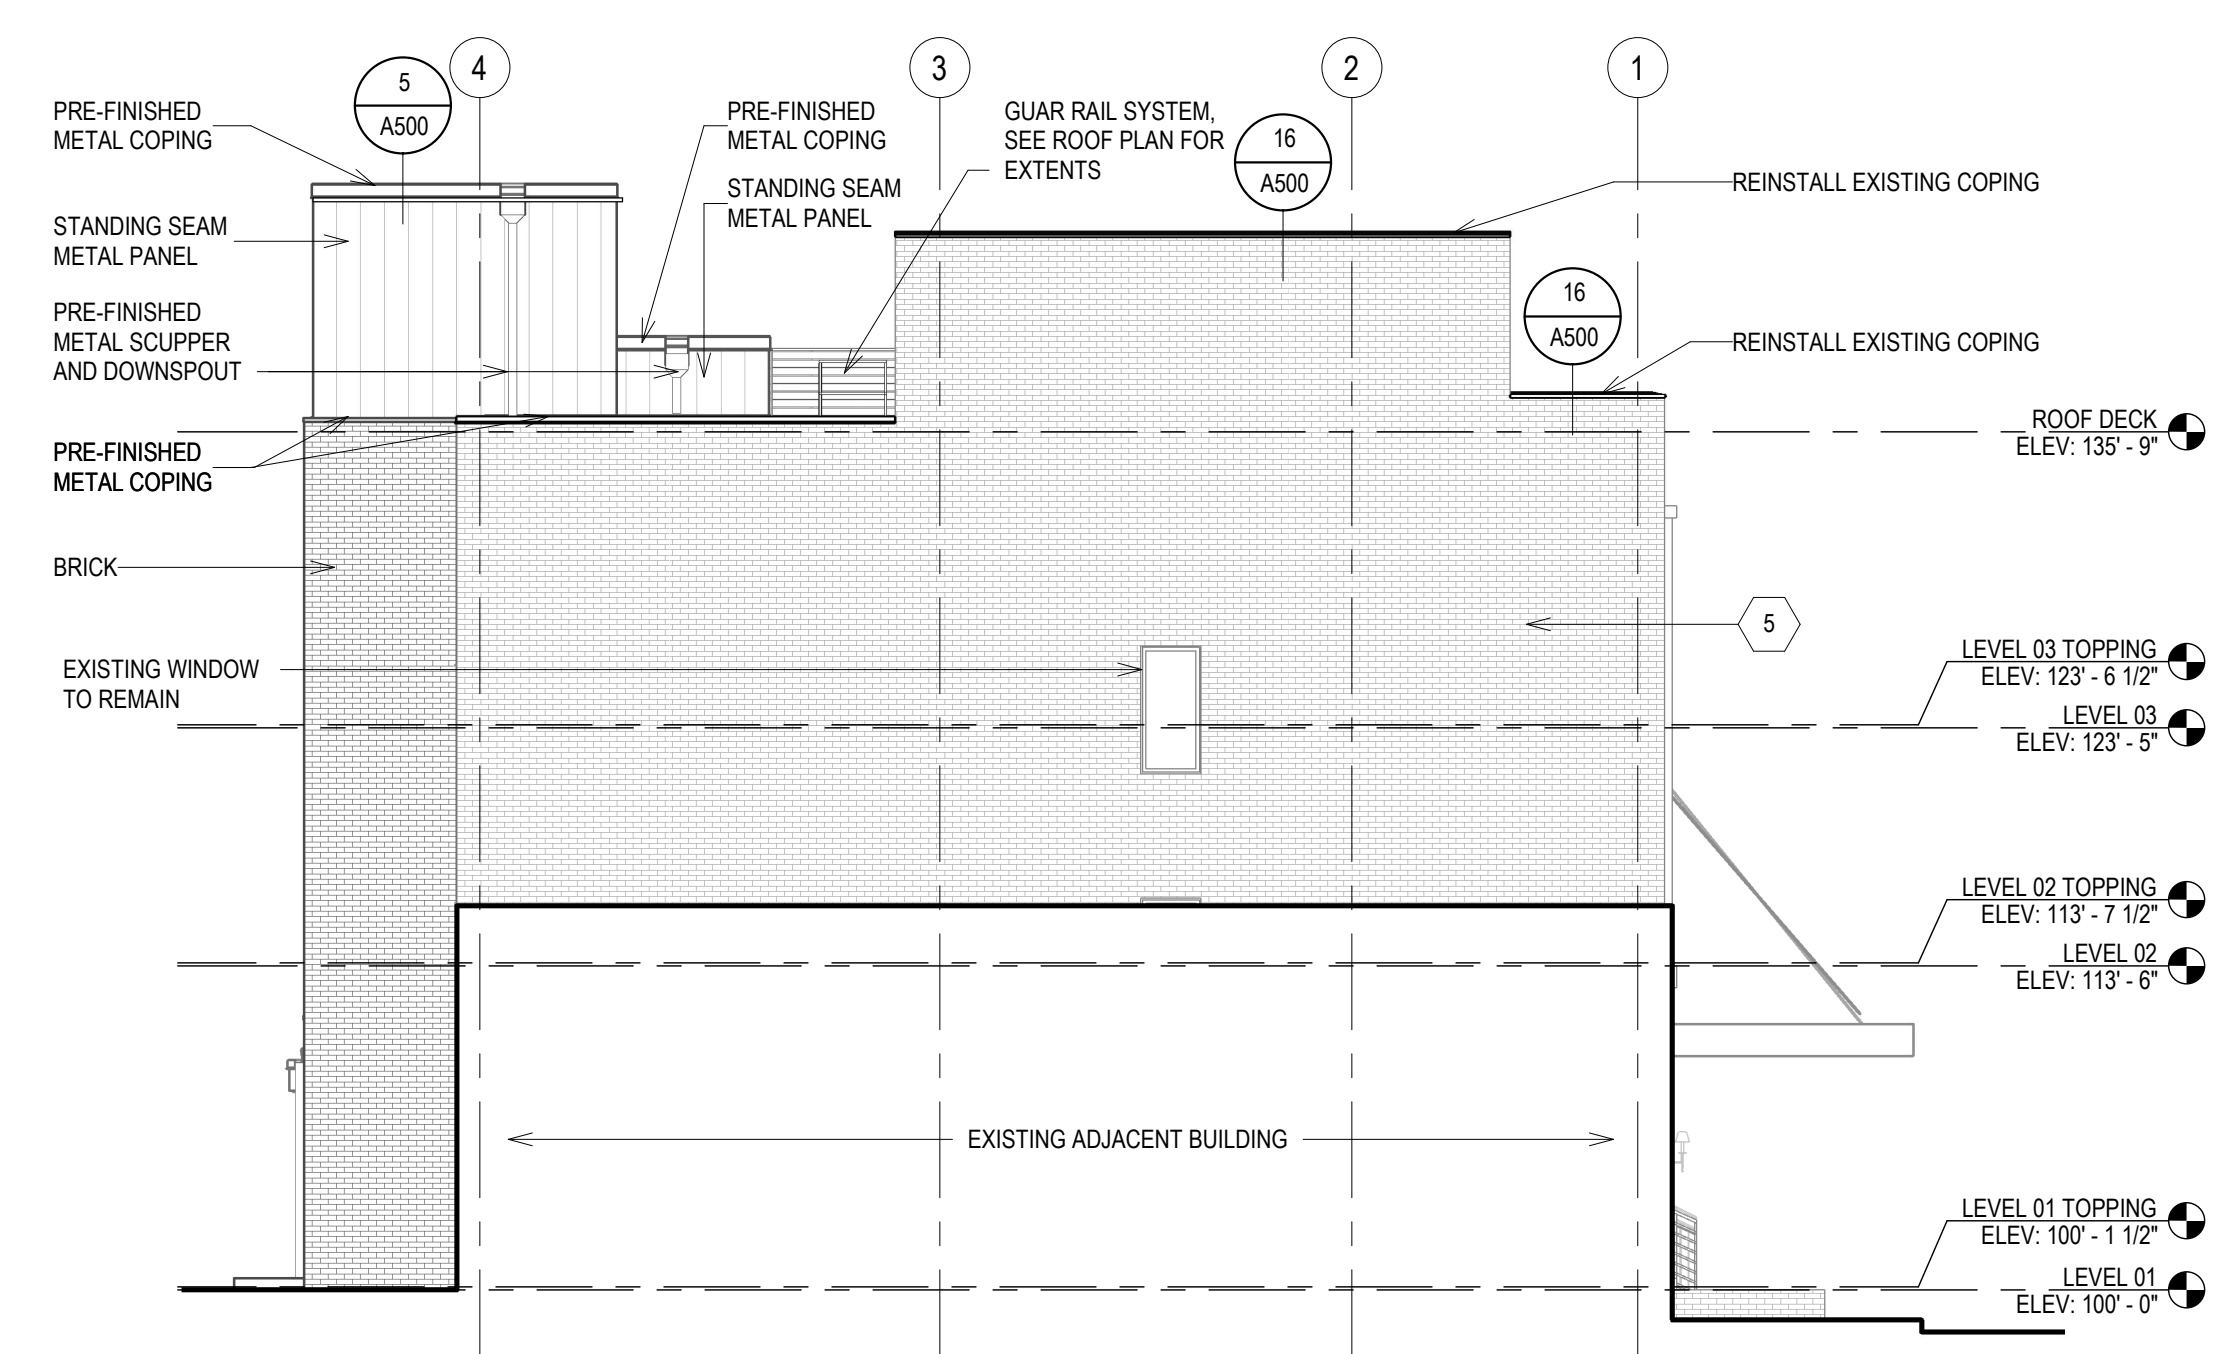 4
3
2
1
5
A500
PRE-FINISHED
METAL COPING
PRE-FINISHED
METAL COPING
GUAR RAIL SYSTEM,
SEE ROOF PLAN FOR
EXTENTS
16
A500
REINSTALL EXISTING COPING
STANDING SEAM
METAL PANEL
STANDING SEAM
METAL PANEL
PRE-FINISHED
METAL SCUPPER
AND DOWNSPOUT
16
A500
REINSTALL EXISTING COPING
PRE-FINISHED
METAL COPING
ROOF DECK
ELEV: 135' - 9"
BRICK
5
EXISTING WINDOW
TO REMAIN
LEVEL 03 TOPPING
ELEV: 123' - 6 1/2"
LEVEL 03
ELEV: 123' - 5"
LEVEL 02 TOPPING
ELEV: 113' - 7 1/2"
LEVEL 02
ELEV: 113' - 6"
EXISTING ADJACENT BUILDING
LEVEL 01 TOPPING
ELEV: 100' - 1 1/2"
LEVEL 01
ELEV: 100' - 0"